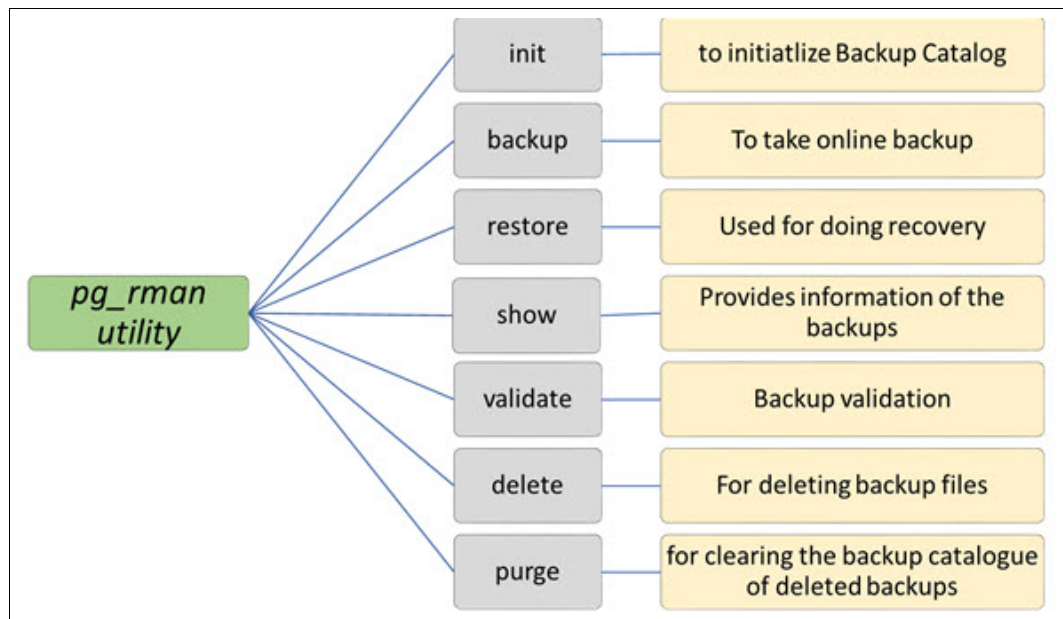 init
to initiatlize Backup Catalog
backup
To take online backup
restore
Used for doing recovery
pg_rman
utility
show
Provides information of the
backups
validate
Backup validation
delete
For deleting backup files
purge
for clearing the backup catalogue
of deleted backups